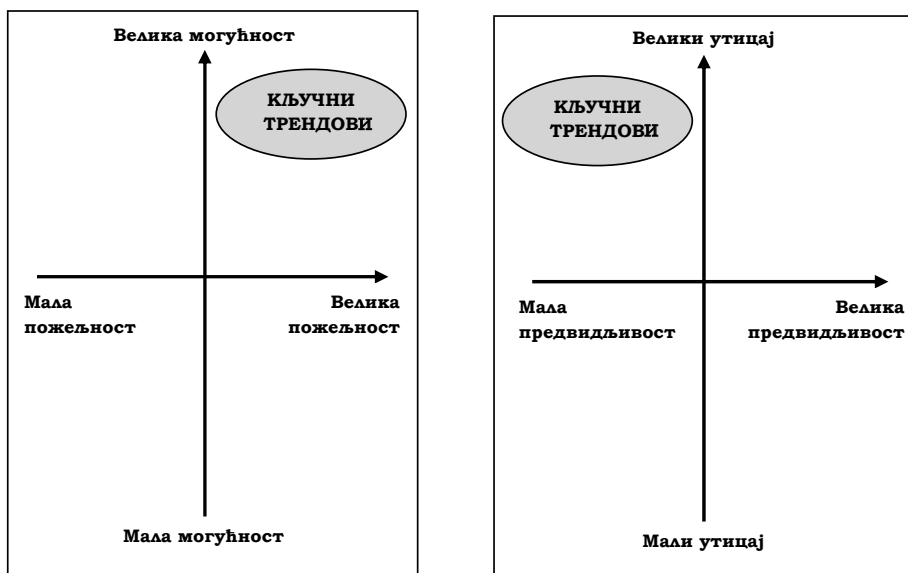 Велика могућност
КЉУЧНИ
ТРЕНДОВИ
Мала
пожељност
Велика
пожељност
Мала могућност
Велики утицај
КЉУЧНИ
ТРЕНДОВИ
Мала
предвидљивост
Велика
предвидљивост
Мали утицај